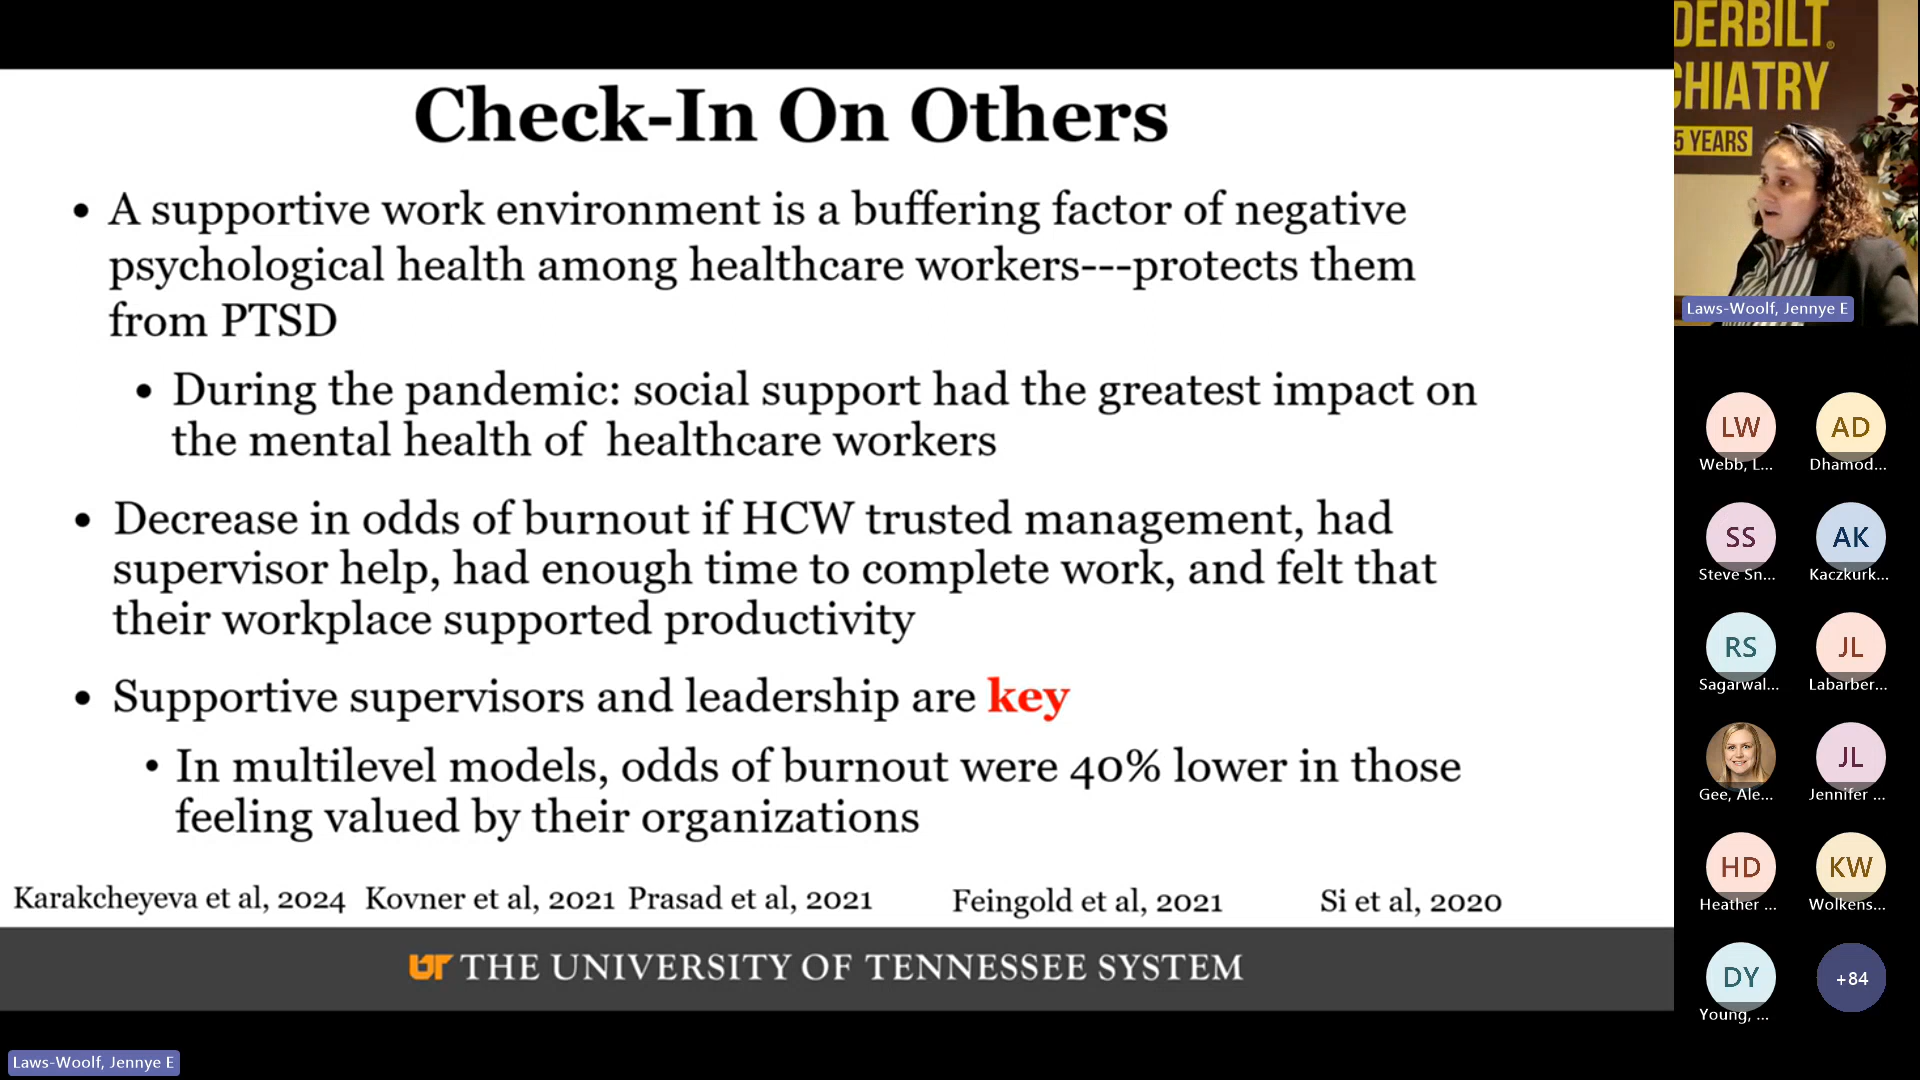 Check-In On Others
• A supportive work environment is a buffering factor of negative
psychological health among healthcare workers---protects them
from PTSD
• During the pandemic: social support had the greatest impact on
the mental health of healthcare workers
• Decrease in odds of burnout if HCW trusted management, had
supervisor help, had enough time to complete work, and felt that
their workplace supported productivity
• Supportive supervisors and leadership are key
• In multilevel models, odds of burnout were 40% lower in those
feeling valued by their organizations
Karakcheyeva et al, 2024 Kovner et al, 2021 Prasad et al, 2021 Feingold et al, 2021 Si et al, 2020
UT THE UNIVERSITY OF TENNESSEE SYSTEM
Laws-Woolf, Jennye E
DERBILT®
CHIATRY
5 YEARS
Laws-Woolf, Jennye E
LW AD
Webb, L... Dhamod...
SS AK
Steve Sn... Kaczkurk...
RS JL
Sagarwal... Labarber...
JL
Gee, Ale... Jennifer ...
HD KW
Heather ... Wolkens...
DY +84
Young, ...